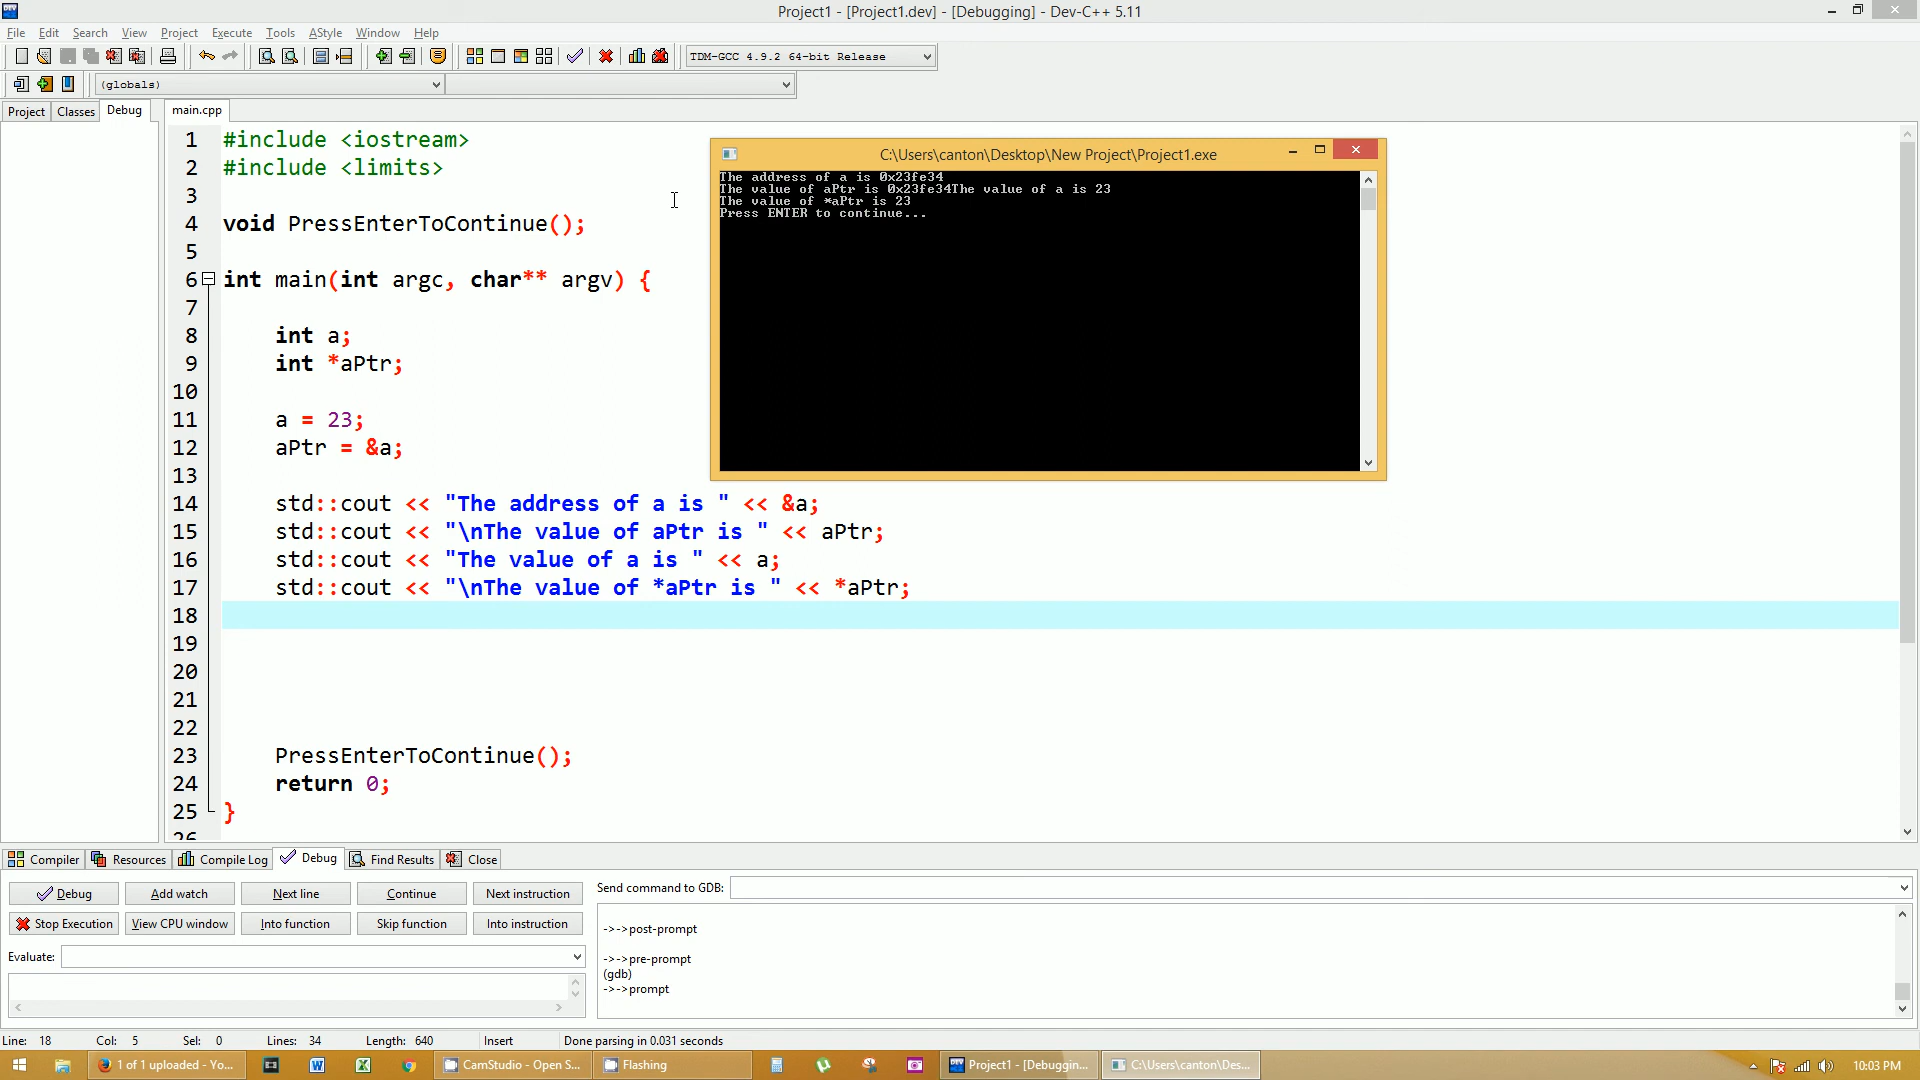 Project1 - [Project1.dev] - [Debugging] - Dev-C++ 5.11
File Edit Search View Project Execute Tools AStyle Window Help
TDM-GCC 4.9.2 64-bit Release
(globals)
Project Classes Debug main.cpp
1 #include <iostream>
2 #include <limits>
3
4 void PressEnterToContinue();
5
6 int main(int argc, char** argv) {
7
8 int a;
9 int *aPtr;
10
11 a = 23;
12 aPtr = &a;
13
14 std::cout << "The address of a is " << &a;
15 std::cout << "\nThe value of aPtr is " << aPtr;
16 std::cout << "The value of a is " << a;
17 std::cout << "\nThe value of *aPtr is " << *aPtr;
18
19
20
21
22
23 PressEnterToContinue();
24 return 0;
25 }
26
C:\Users\canton\Desktop\New Project\Project1.exe
The address of a is 0x23fe34
The value of aPtr is 0x23fe34The value of a is 23
The value of *aPtr is 23
Press ENTER to continue...
Compiler Resources Compile Log Debug Find Results Close
Debug Add watch Next line Continue Next instruction
Stop Execution View CPU window Into function Skip function Into instruction
Evaluate:
Send command to GDB:
->->post-prompt
->->pre-prompt
(gdb)
->->prompt
Line: 18 Col: 5 Sel: 0 Lines: 34 Length: 640 Insert Done parsing in 0.031 seconds
1 of 1 uploaded - Yo... CamStudio - Open S... Flashing Project1 - [Debuggin... C:\Users\canton\Des... 10:03 PM